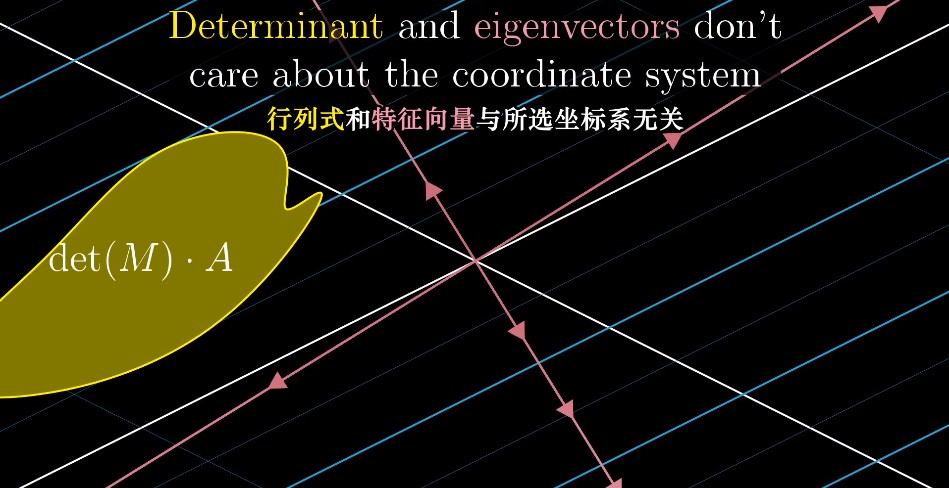 Determinant and eigenvectors don't
care about the coordinate system
行列式和特征向量与所选坐标系无关
det(M) · A